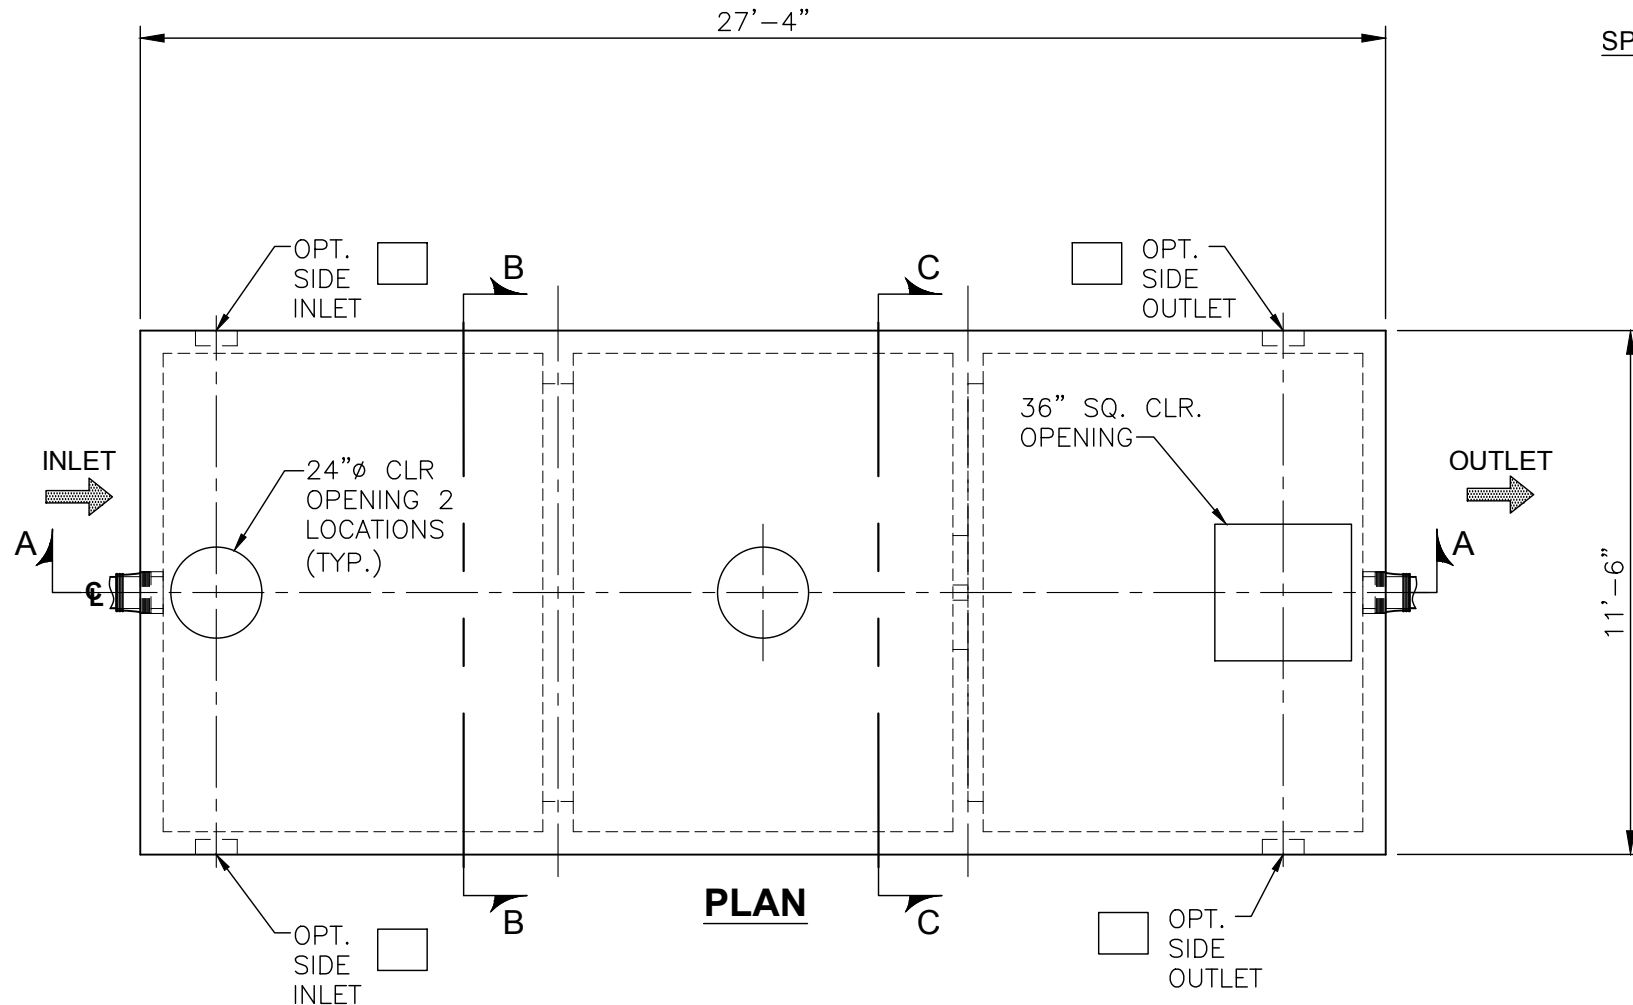 27’-4”
SP
OPT.
SIDE
INLET
B
C
OPT.
SIDE
OUTLET
36” SQ. CLR.
OPENING
INLET
24”ø CLR
OPENING 2
LOCATIONS
(TYP.)
OUTLET
A
A
℄
11’-6”
PLAN
B
C
OPT.
SIDE
INLET
OPT.
SIDE
OUTLET